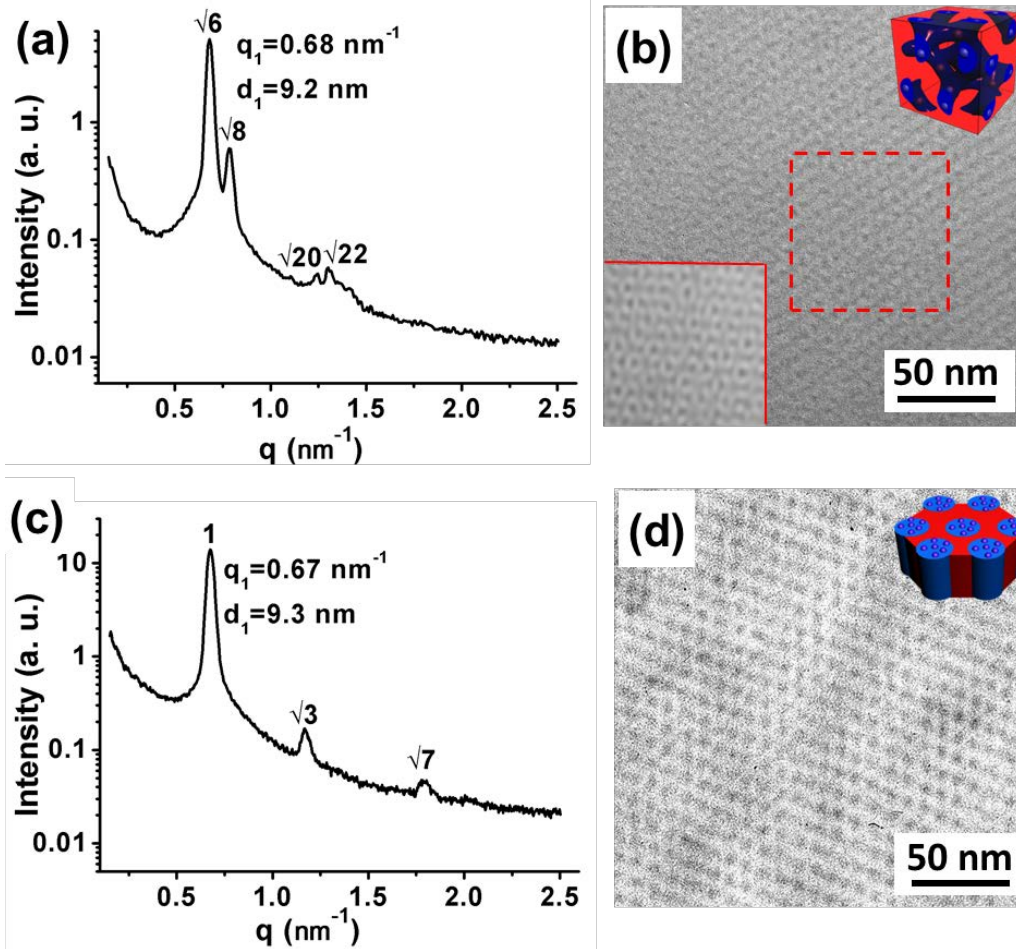 (a)
√6
q₁=0.68 nm⁻¹
d₁=9.2 nm
√8
√20 √22
Intensity (a. u.)
1
0.1
0.01
0.5 1.0 1.5 2.0 2.5
q (nm⁻¹)
(b)
50 nm
(c)
1
q₁=0.67 nm⁻¹
d₁=9.3 nm
√3
√7
Intensity (a. u.)
10
1
0.1
0.01
0.5 1.0 1.5 2.0 2.5
q (nm⁻¹)
(d)
50 nm